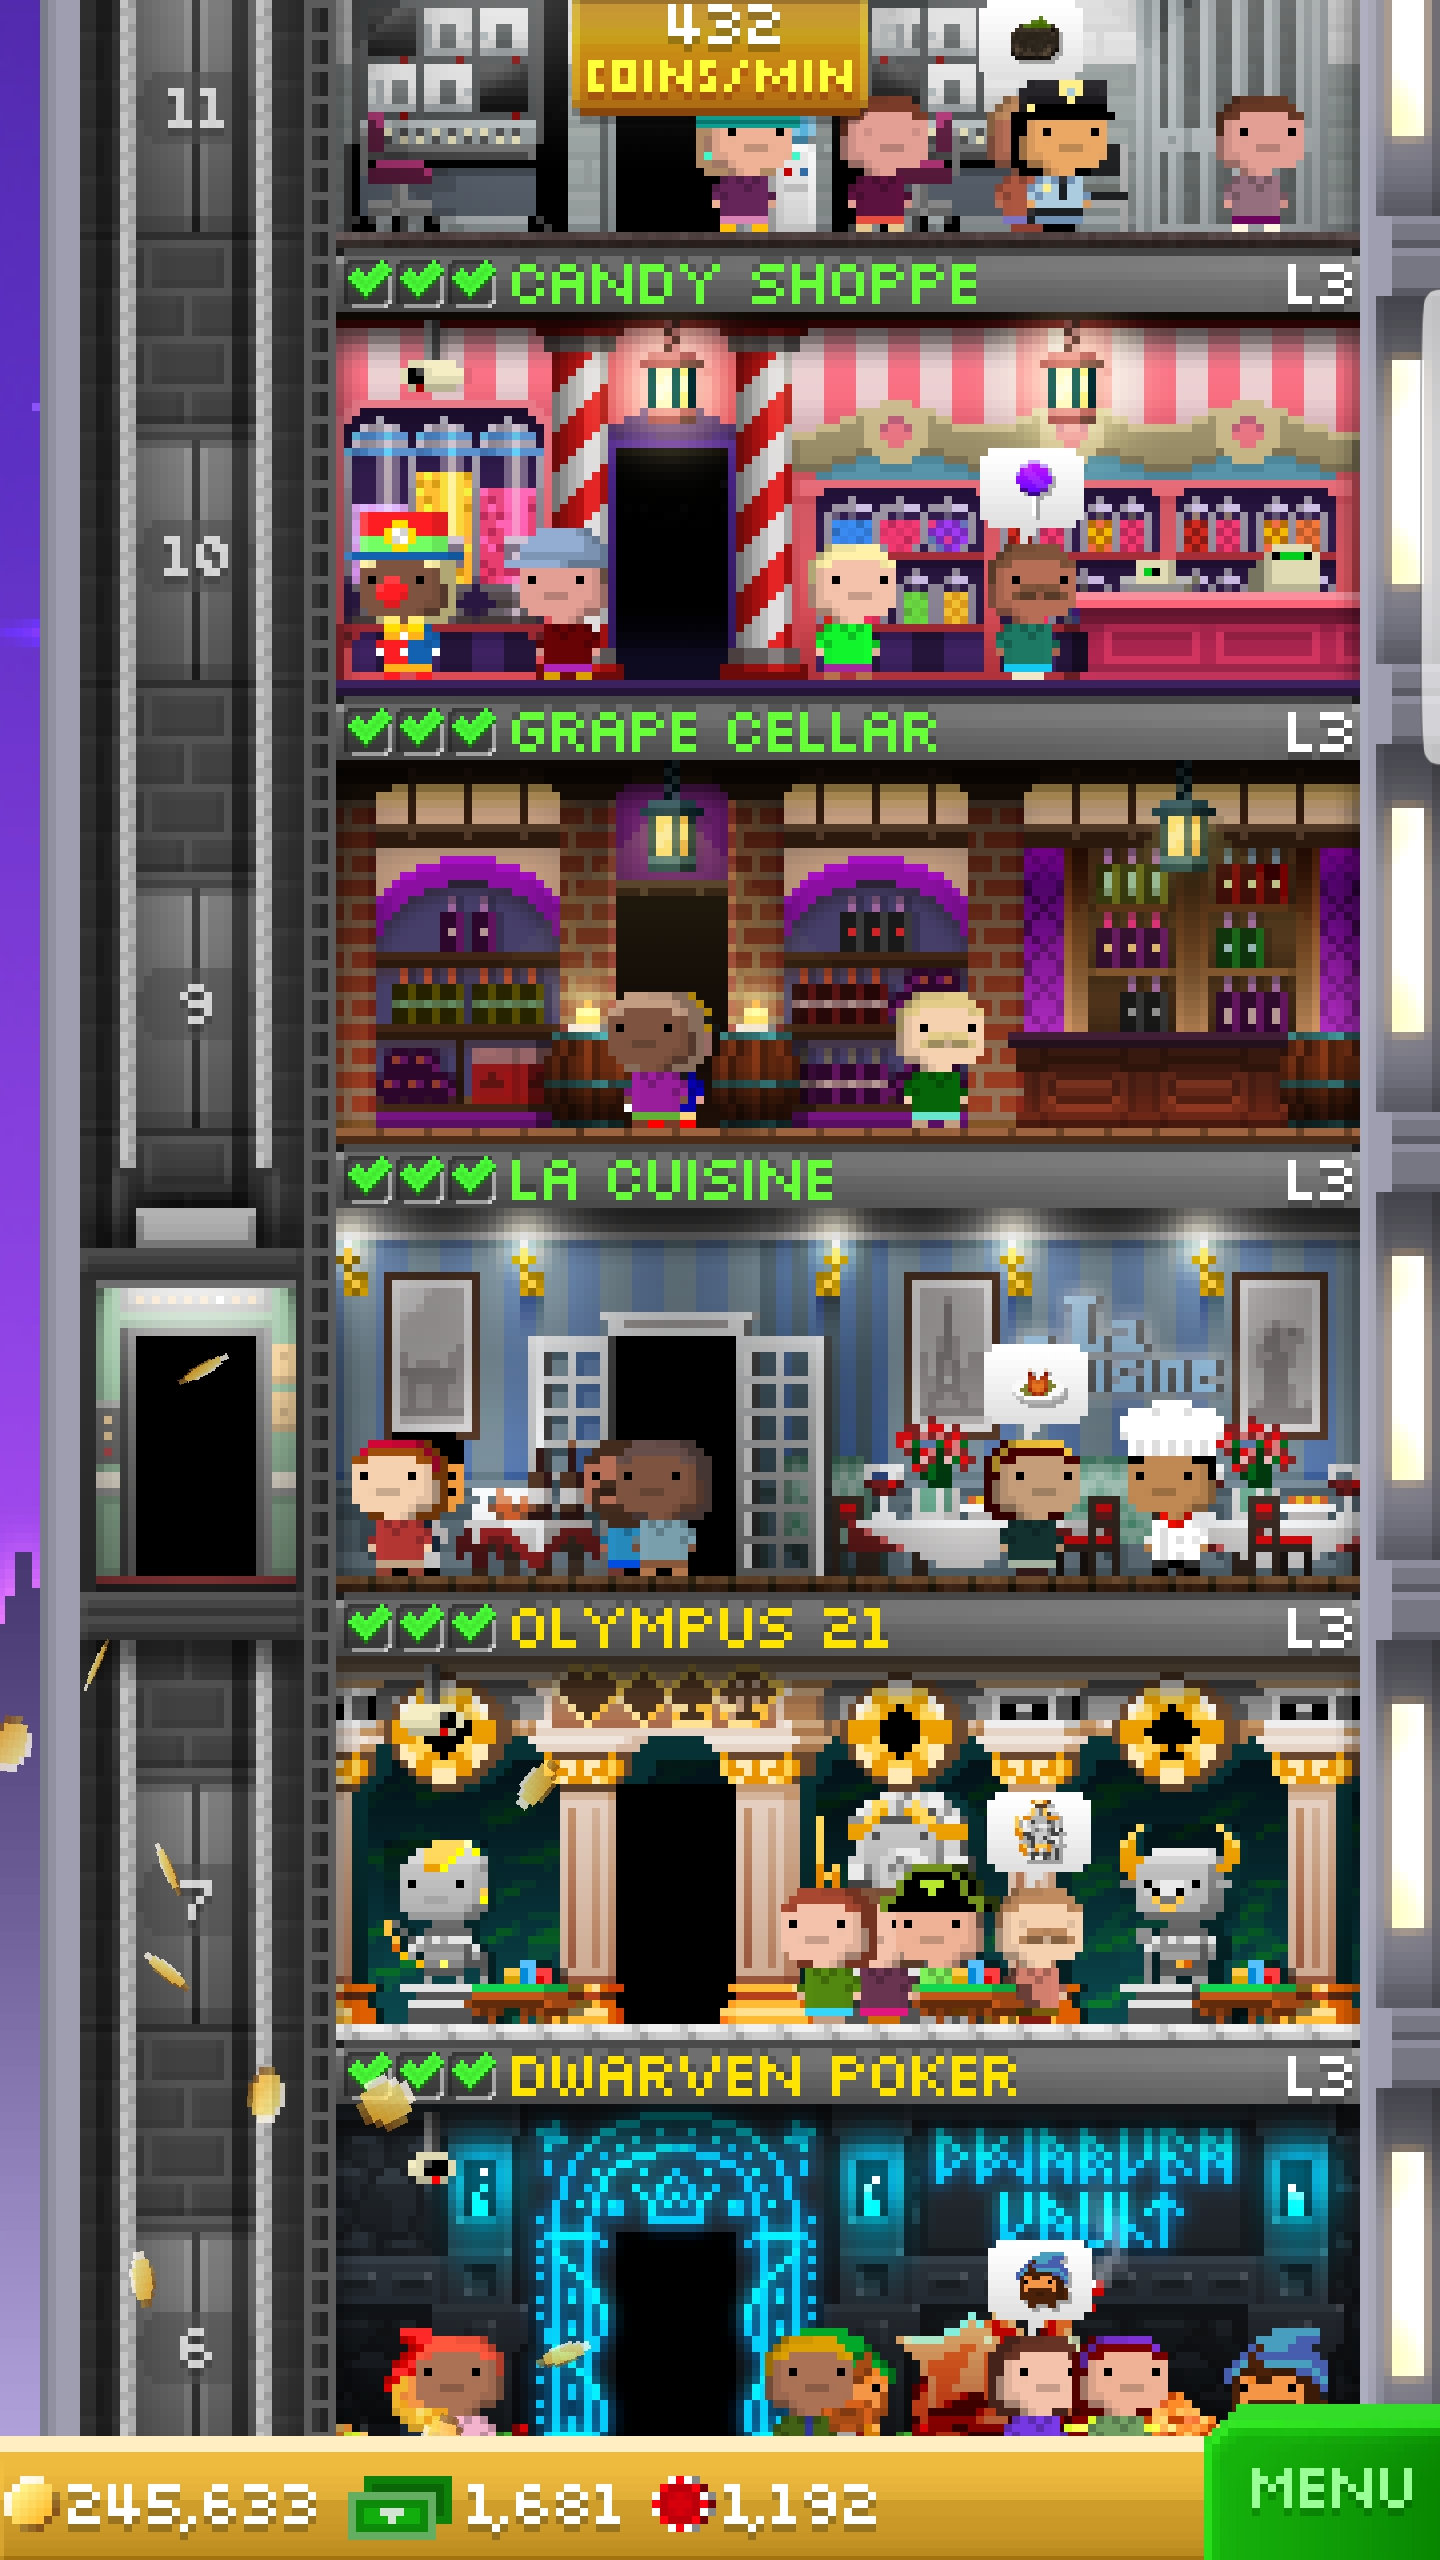 432
COINS/MIN
11
CANDY SHOPPE L3
10
GRAPE CELLAR L3
9
LA CUISINE L3
La
OLYMPUS 21 L3
7
DWARVEN POKER L3
DWARVEN
VAULT
6
245,633 1,681 1,192
MENU